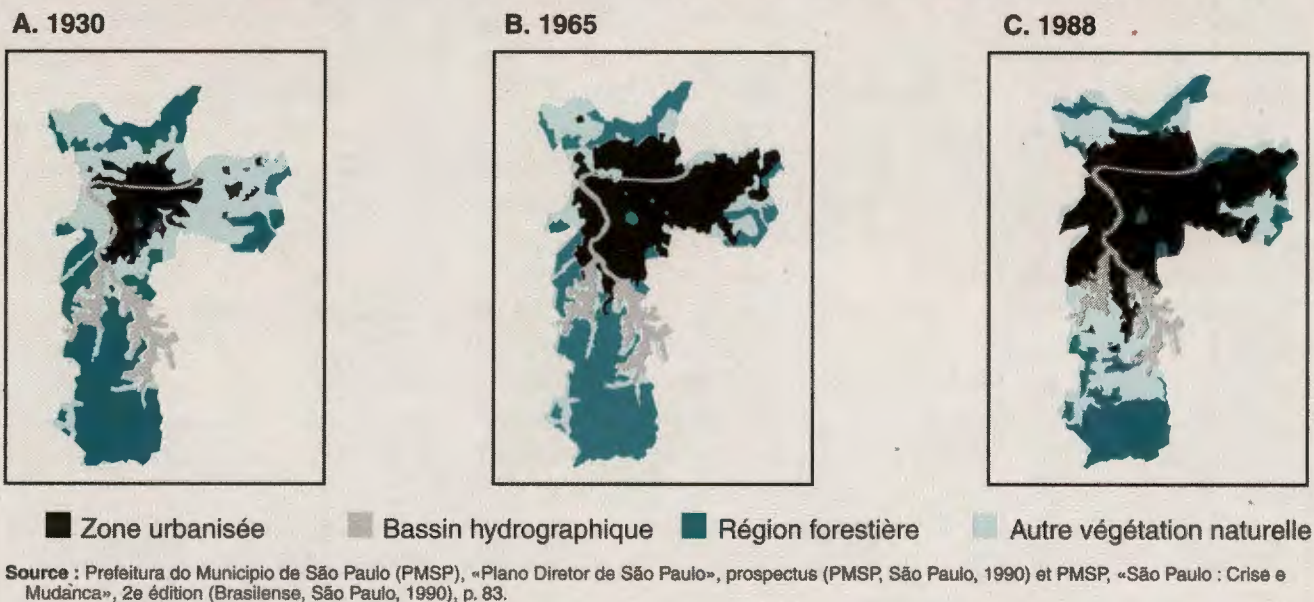 A. 1930
B. 1965
C. 1988
Zone urbanisée
Bassin hydrographique
Région forestière
Autre végétation naturelle
Source : Prefeitura do Municipio de São Paulo (PMSP), «Plano Diretor de São Paulo», prospectus (PMSP, São Paulo, 1990) et PMSP, «São Paulo : Crise e
Mudanca», 2e édition (Brasilense, São Paulo, 1990), p. 83.